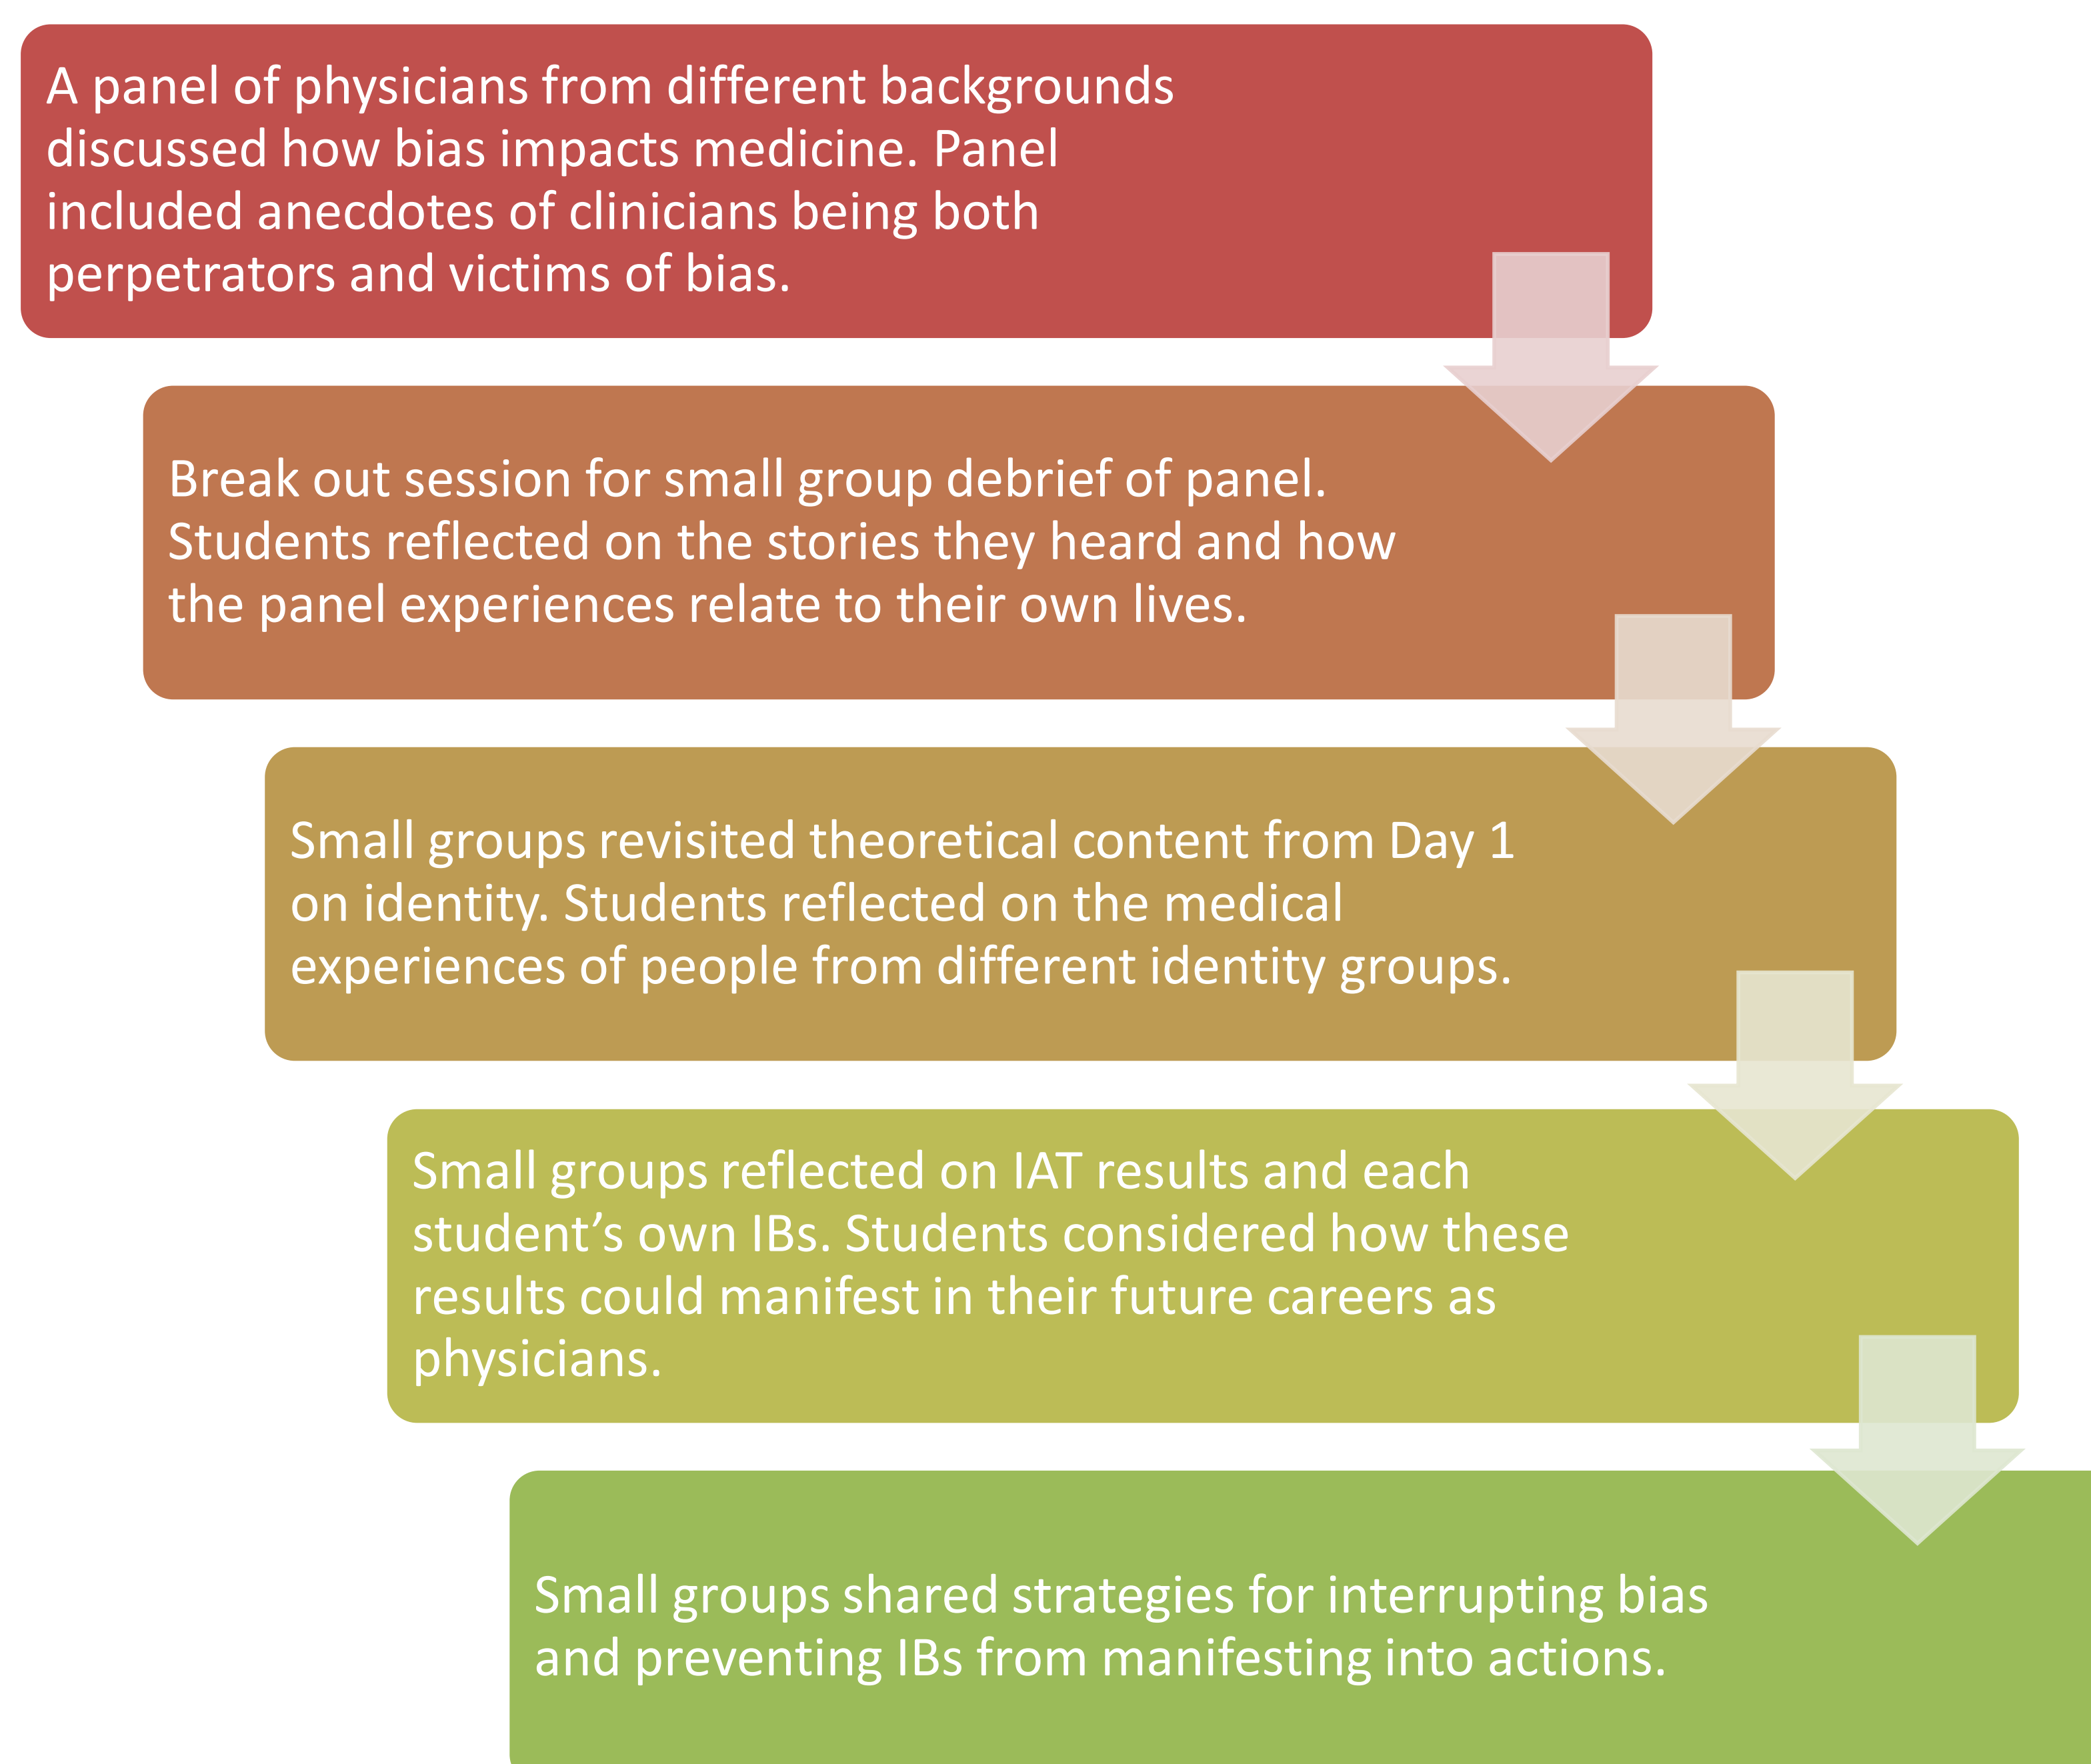 A panel of physicians from different backgrounds
discussed how bias impacts medicine. Panel
included anecdotes of clinicians being both
perpetrators and victims of bias.
Break out session for small group debrief of panel.
Students reflected on the stories they heard and how
the panel experiences relate to their own lives.
Small groups revisited theoretical content from Day 1
on identity. Students reflected on the medical
experiences of people from different identity groups.
Small groups reflected on IAT results and each
student’s own IBs. Students considered how these
results could manifest in their future careers as
physicians.
Small groups shared strategies for interrupting bias
and preventing IBs from manifesting into actions.